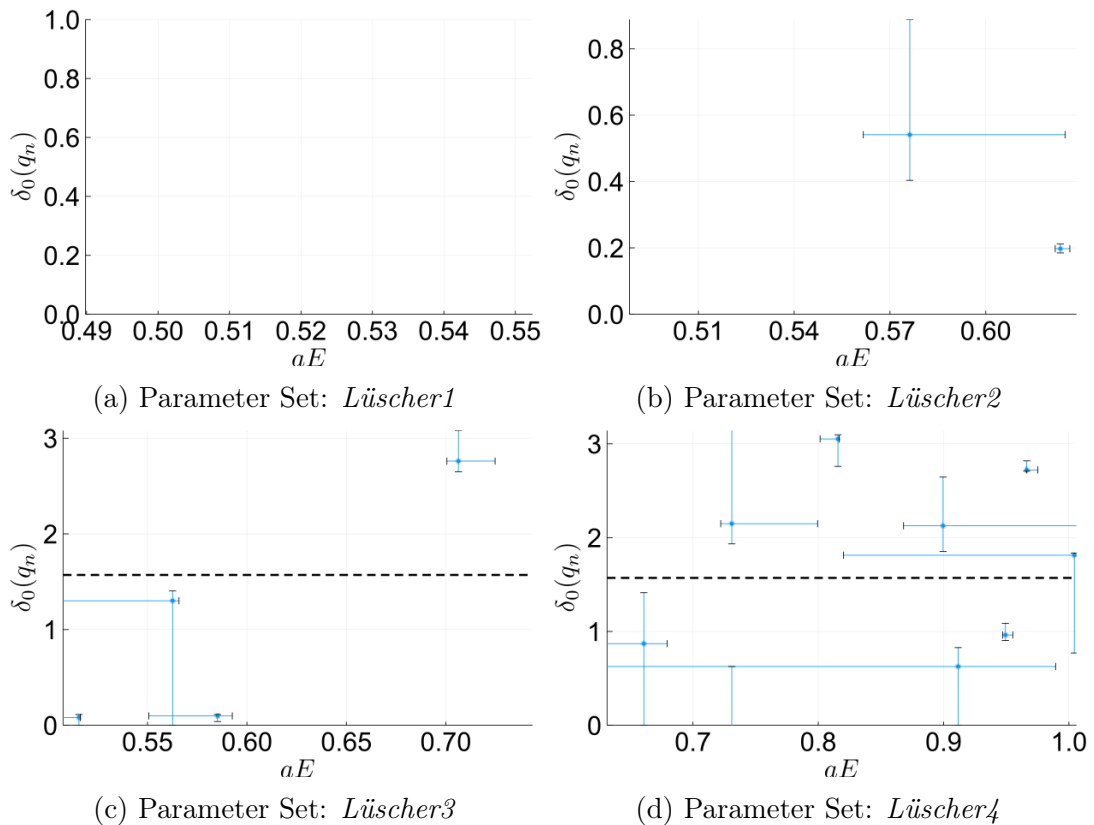 1.0
0.8
0.6
0.4
0.2
0.0
δ₀(qₙ)
0.49 0.50 0.51 0.52 0.53 0.54 0.55
aE
(a) Parameter Set: Lüscher1
0.8
0.6
0.4
0.2
0.0
δ₀(qₙ)
0.51 0.54 0.57 0.60
aE
(b) Parameter Set: Lüscher2
3
2
1
0
δ₀(qₙ)
0.55 0.60 0.65 0.70
aE
(c) Parameter Set: Lüscher3
3
2
1
0
δ₀(qₙ)
0.7 0.8 0.9 1.0
aE
(d) Parameter Set: Lüscher4